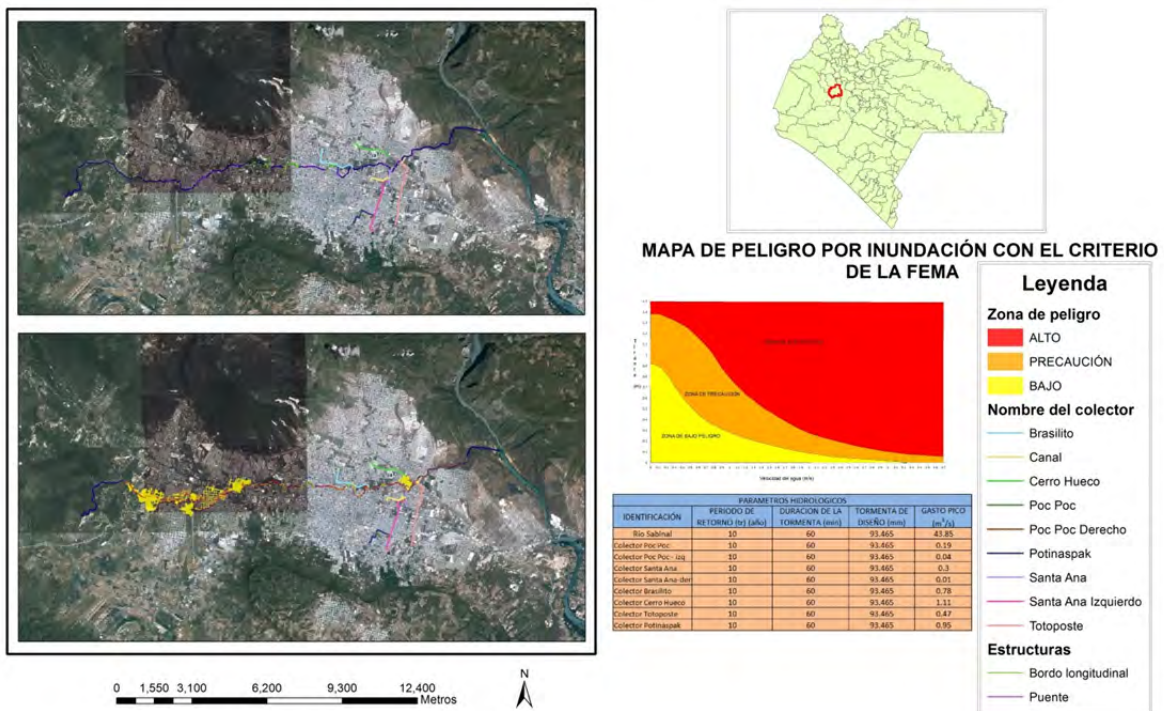 MAPA DE PELIGRO POR INUNDACIÓN CON EL CRITERIO
DE LA FEMA
ZONA DE PRECAUCIÓN
ZONA DE BAJO PELIGRO
Velocidad del agua (m/s)
PARAMETROS HIDROLOGICOS
IDENTIFICACIÓN PERIODO DE RETORNO (tr) (año) DURACION DE LA TORMENTA (min) TORMENTA DE DISEÑO (mm) GASTO PICO (m³/s)
Río Sabinal 10 60 93.465 43.85
Colector Poc Poc 10 60 93.465 0.19
Colector Poc Poc - izq 10 60 93.465 0.04
Colector Santa Ana 10 60 93.465 0.3
Colector Santa Ana-der 10 60 93.465 0.01
Colector Brasilito 10 60 93.465 0.78
Colector Cerro Hueco 10 60 93.465 1.11
Colector Totoposte 10 60 93.465 0.47
Colector Potinaspak 10 60 93.465 0.95
Leyenda
Zona de peligro
ALTO
PRECAUCIÓN
BAJO
Nombre del colector
Brasilito
Canal
Cerro Hueco
Poc Poc
Poc Poc Derecho
Potinaspak
Santa Ana
Santa Ana Izquierdo
Totoposte
Estructuras
Bordo longitudinal
Puente
0 1,550 3,100 6,200 9,300 12,400
Metros
N